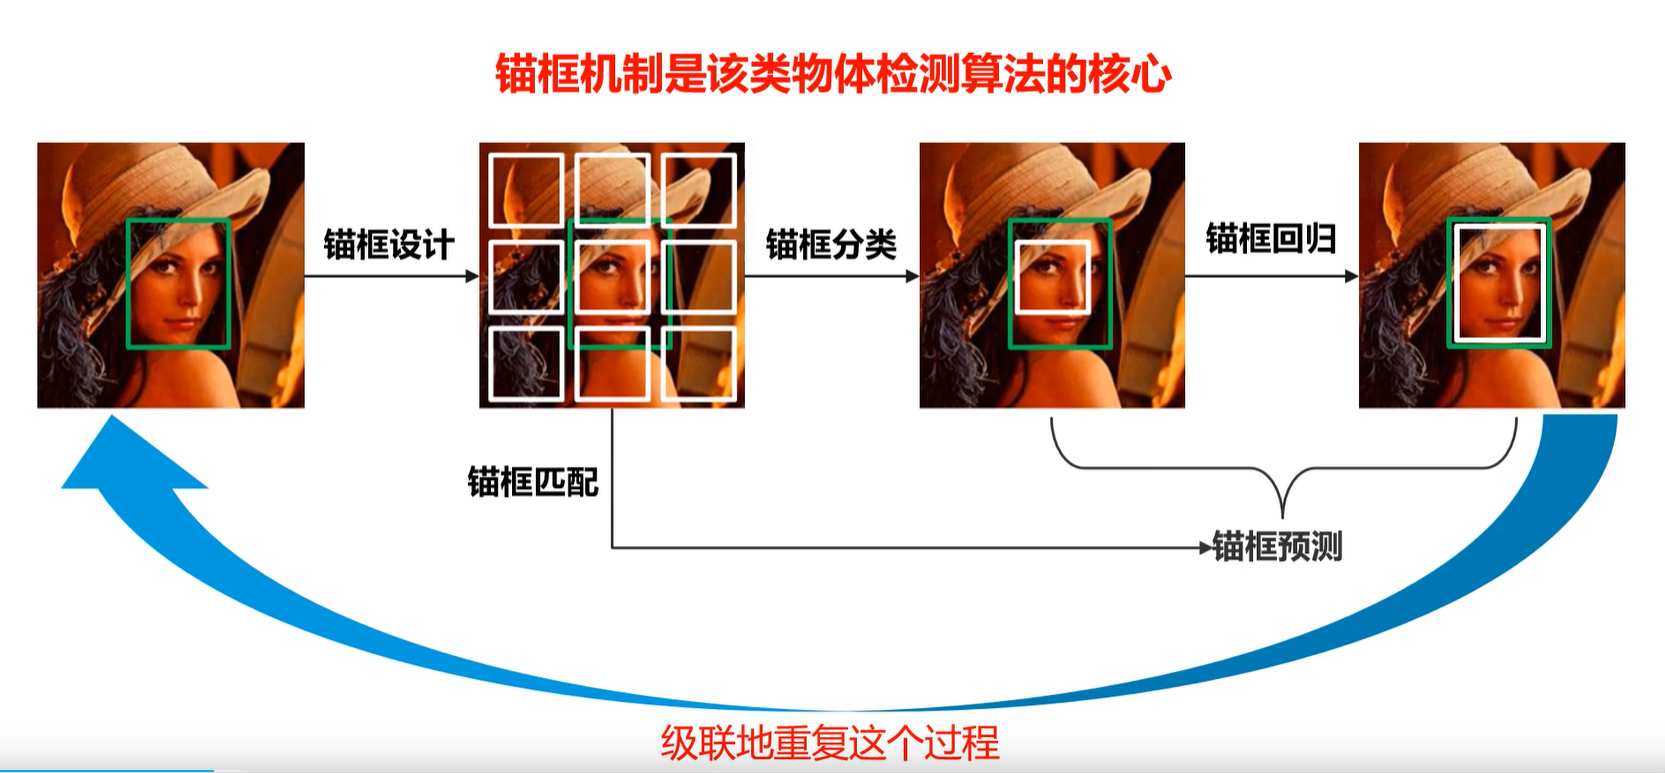 锚框机制是该类物体检测算法的核心
锚框设计
锚框分类
锚框回归
锚框匹配
锚框预测
级联地重复这个过程